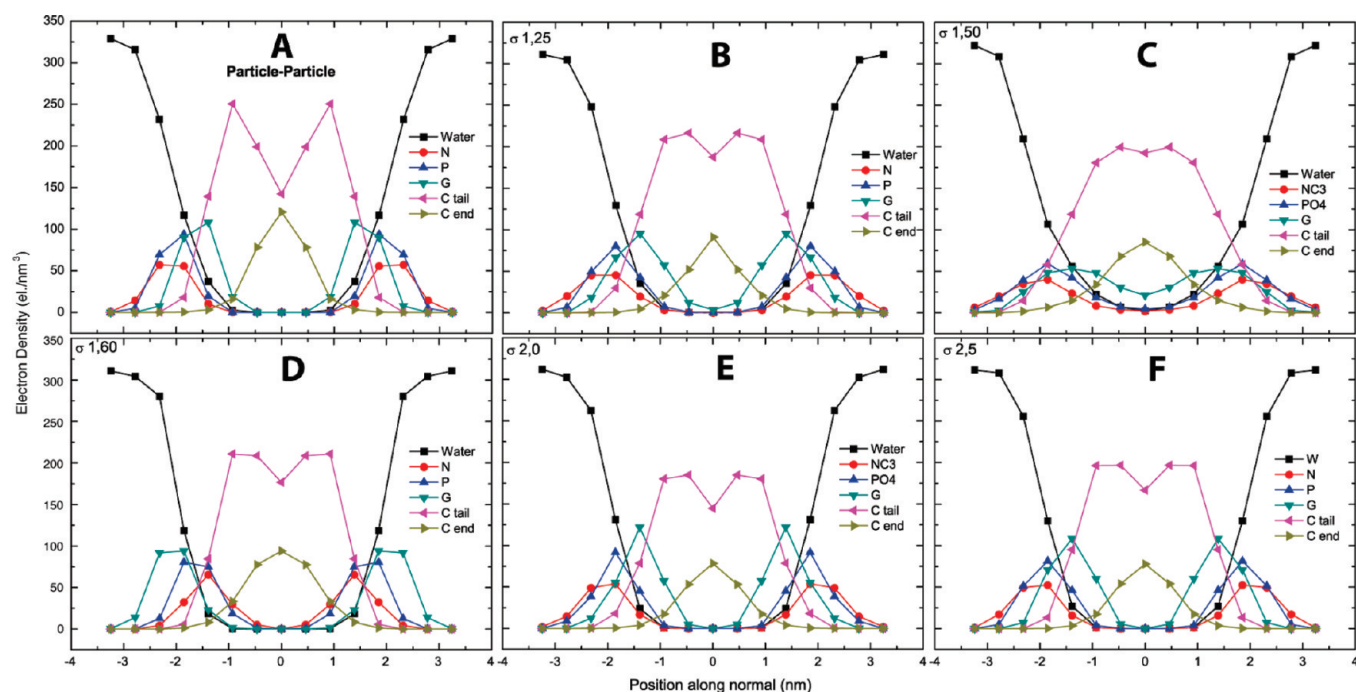 A
Particle-Particle
350
300
250
200
150
100
50
0
Water
N
P
G
C tail
C end
σ 1,25
B
Water
N
P
G
C tail
C end
σ 1,50
C
Water
NC3
PO4
G
C tail
C end
σ 1,60
D
350
300
250
200
150
100
50
0
Water
N
P
G
C tail
C end
-4 -3 -2 -1 0 1 2 3 4
σ 2,0
E
Water
NC3
PO4
G
C tail
C end
-3 -2 -1 0 1 2 3 4
σ 2,5
F
W
N
P
G
C tail
C end
-3 -2 -1 0 1 2 3 4
Electron Density (el./nm³)
Position along normal (nm)